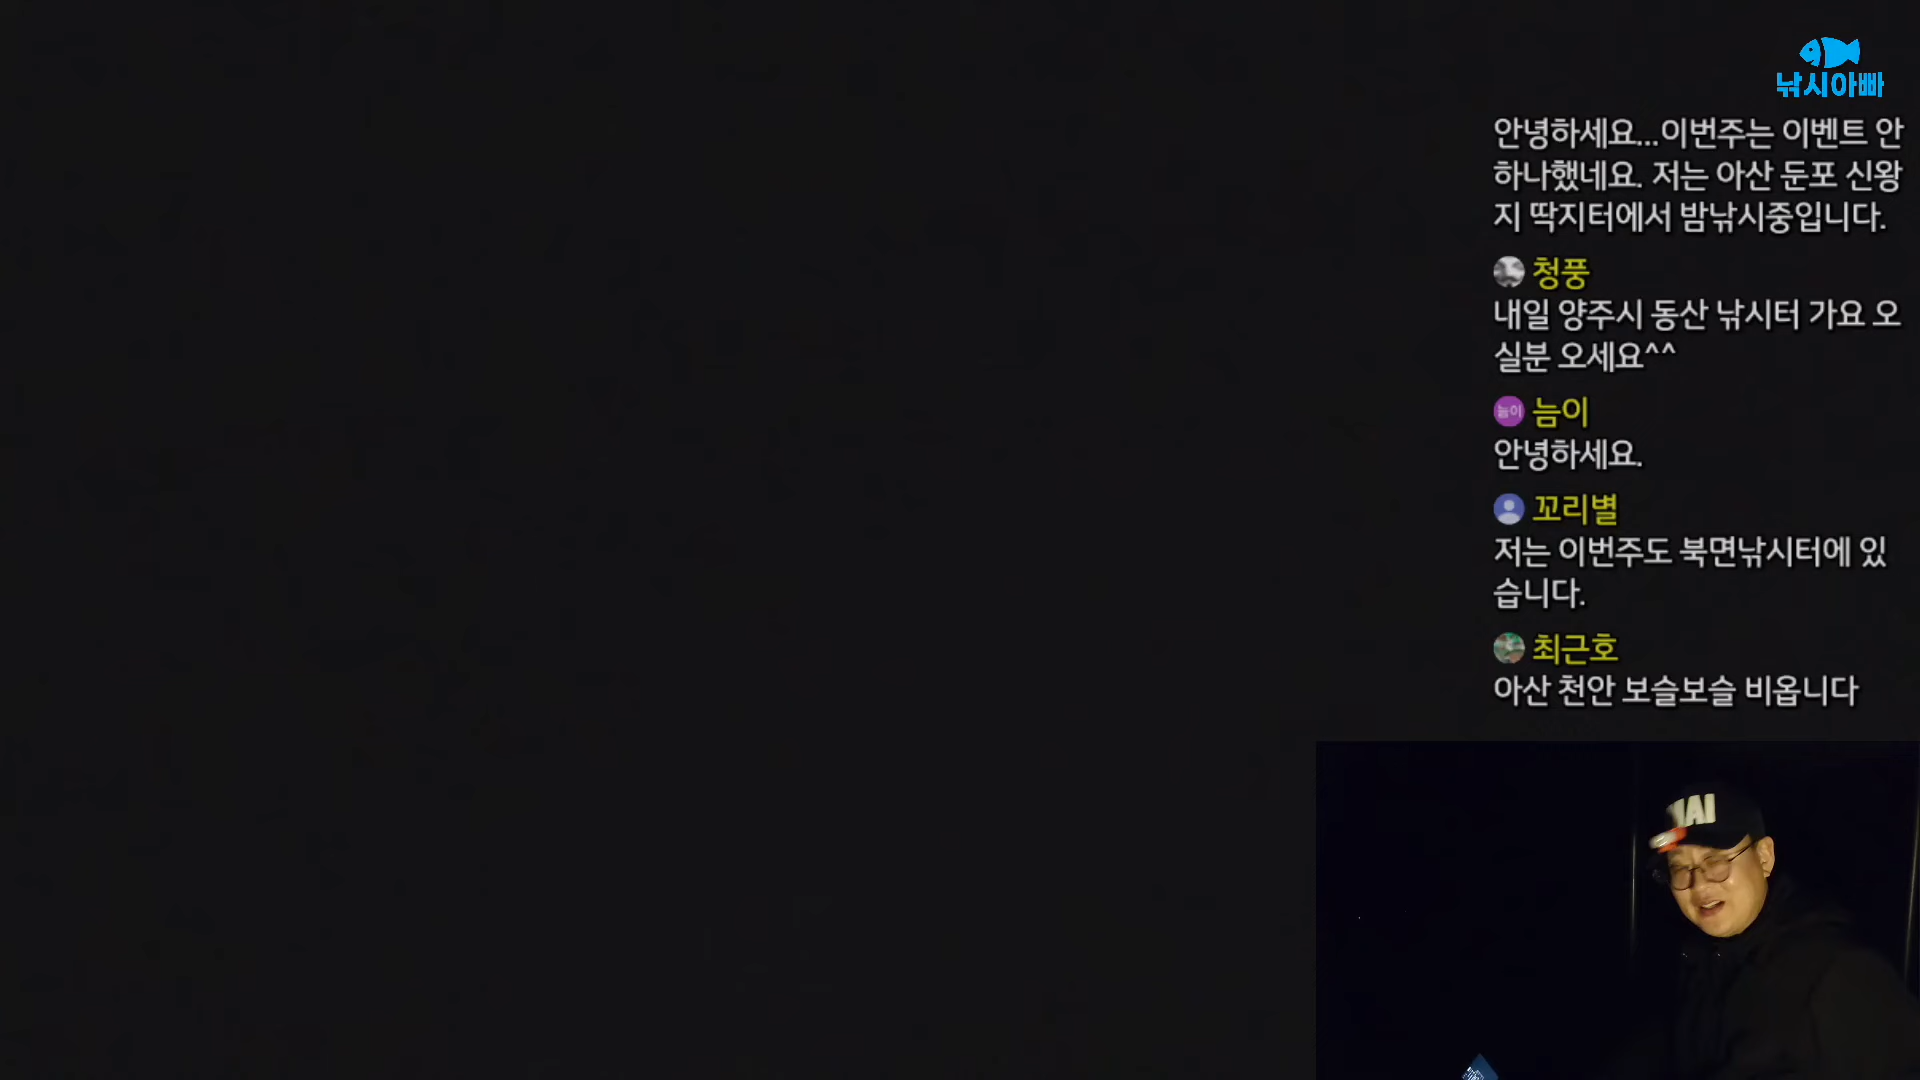 낚시아빠
안녕하세요...이번주는 이벤트 안
하나했네요. 저는 아산 둔포 신왕
지 딱지터에서 밤낚시중입니다.
청풍
내일 양주시 동산 낚시터 가요 오
실분 오세요^^
늠이 늠이
안녕하세요.
꼬리별
저는 이번주도 북면낚시터에 있
습니다.
최근호
아산 천안 보슬보슬 비옵니다